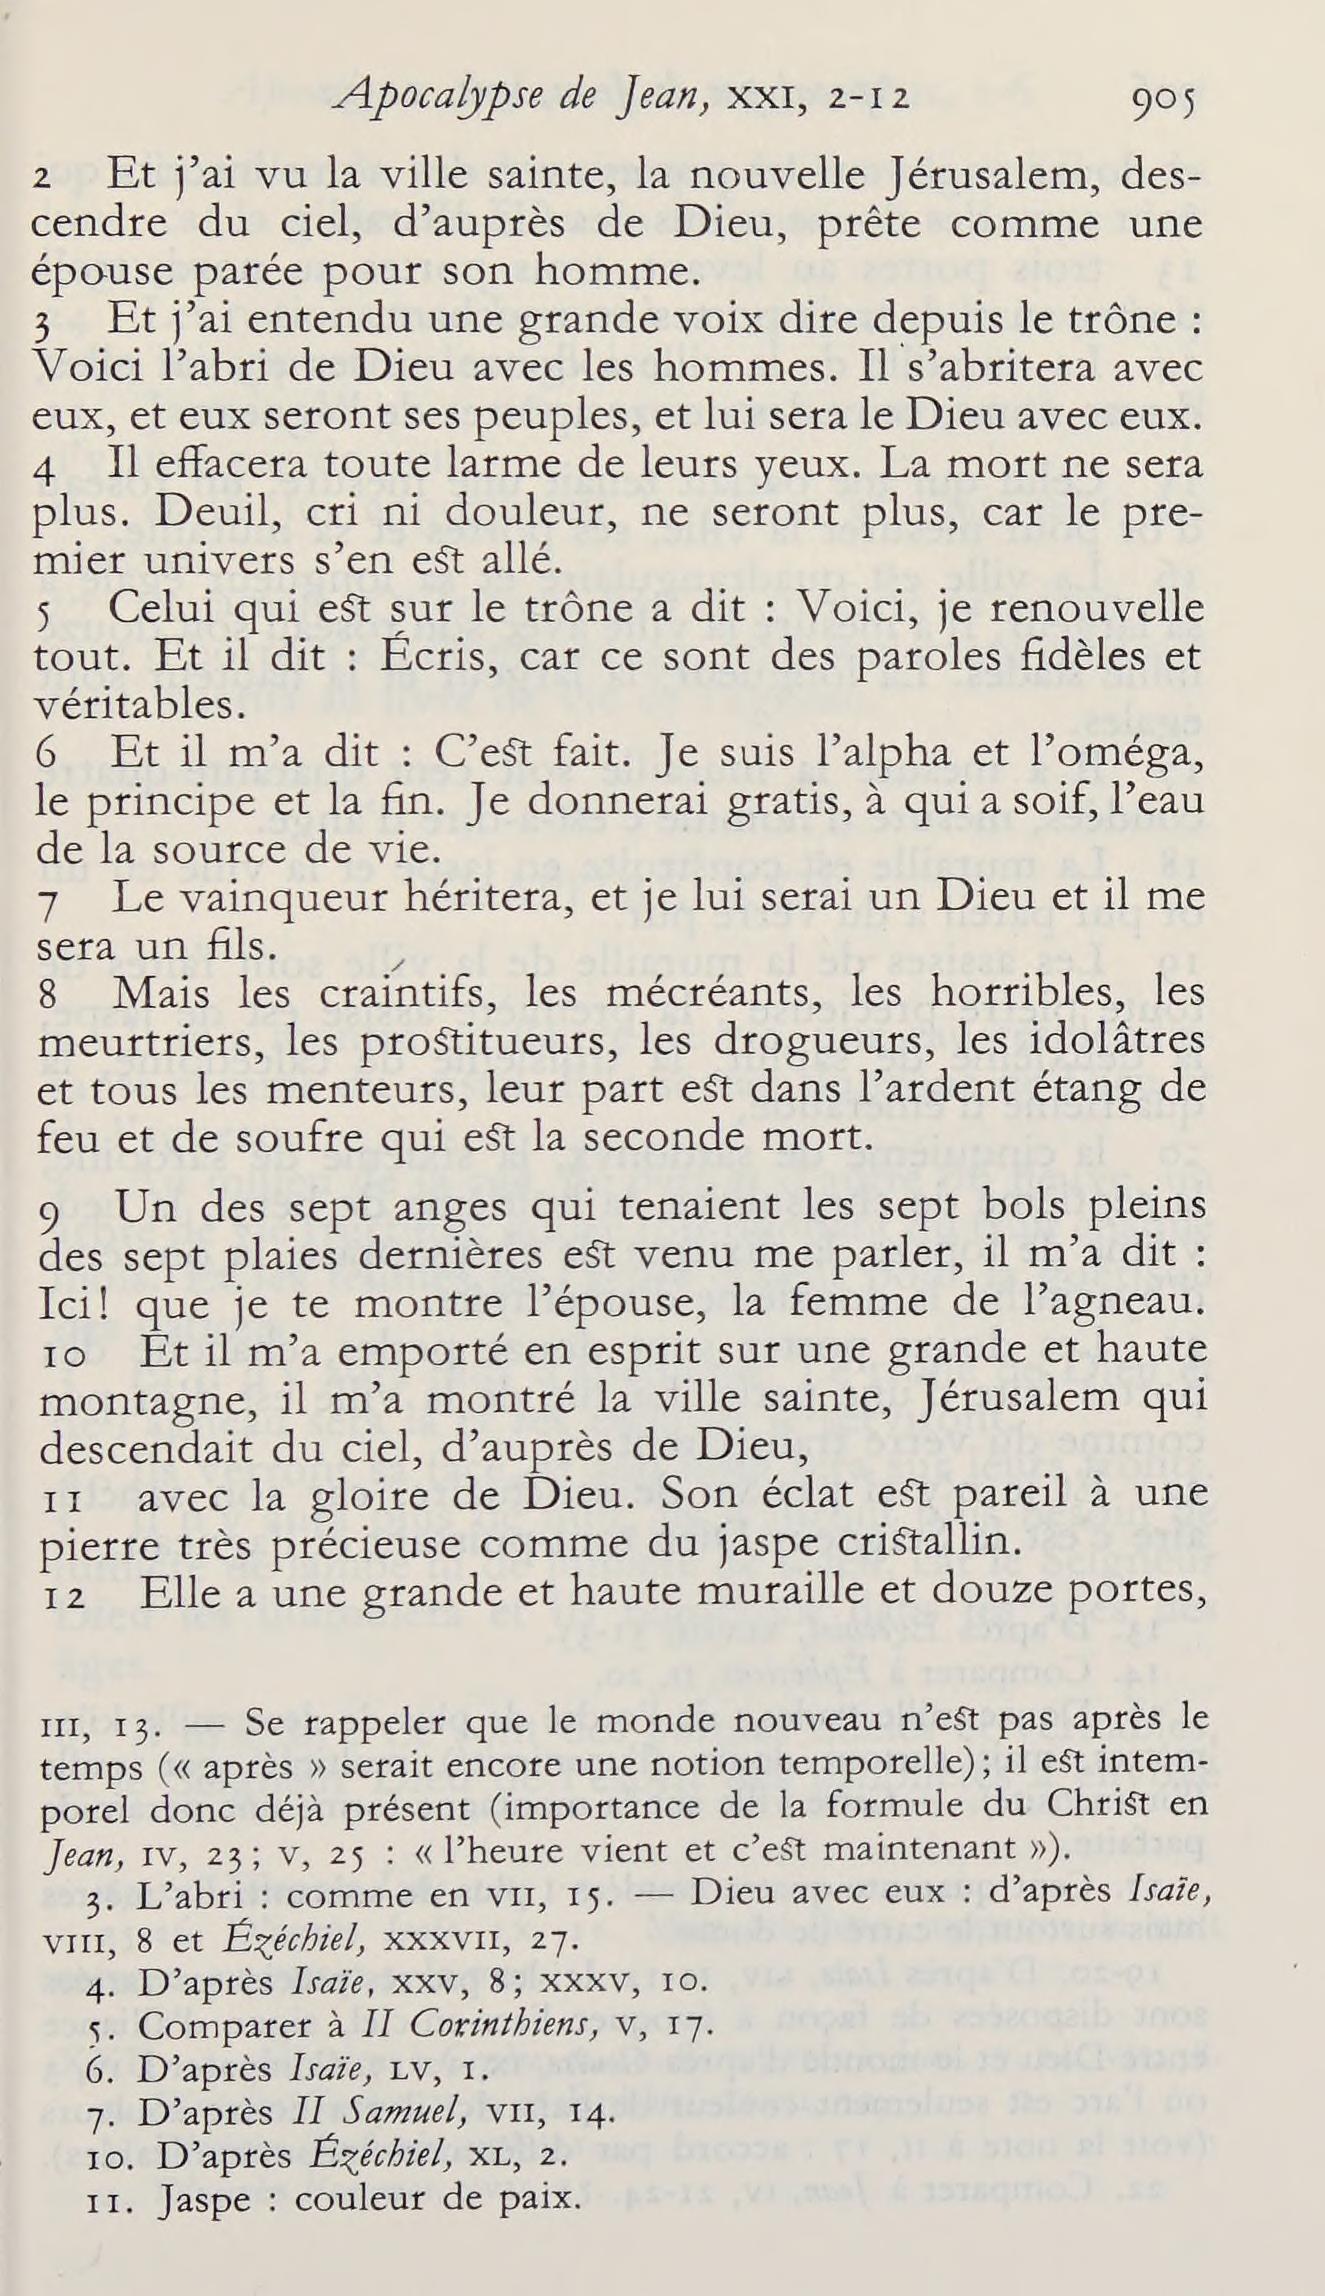 Apocalypse de Jean, XXI, 2-12 905
2 Et j’ai vu la ville sainte, la nouvelle Jérusalem, des-
cendre du ciel, d’auprès de Dieu, prête comme une
épouse parée pour son homme.
3 Et j’ai entendu une grande voix dire depuis le trône :
Voici l’abri de Dieu avec les hommes. Il s’abritera avec
eux, et eux seront ses peuples, et lui sera le Dieu avec eux.
4 Il effacera toute larme de leurs yeux. La mort ne sera
plus. Deuil, cri ni douleur, ne seront plus, car le pre-
mier univers s’en est allé.
5 Celui qui est sur le trône a dit : Voici, je renouvelle
tout. Et il dit : Écris, car ce sont des paroles fidèles et
véritables.
6 Et il m’a dit : C’est fait. Je suis l’alpha et l’oméga,
le principe et la fin. Je donnerai gratis, à qui a soif, l’eau
de la source de vie.
7 Le vainqueur héritera, et je lui serai un Dieu et il me
sera un fils.
8 Mais les craintifs, les mécréants, les horribles, les
meurtriers, les prostitueurs, les drogueurs, les idolâtres
et tous les menteurs, leur part est dans l’ardent étang de
feu et de soufre qui est la seconde mort.
9 Un des sept anges qui tenaient les sept bols pleins
des sept plaies dernières est venu me parler, il m’a dit :
Ici! que je te montre l’épouse, la femme de l’agneau.
10 Et il m’a emporté en esprit sur une grande et haute
montagne, il m’a montré la ville sainte, Jérusalem qui
descendait du ciel, d’auprès de Dieu,
11 avec la gloire de Dieu. Son éclat est pareil à une
pierre très précieuse comme du jaspe cristallin.
12 Elle a une grande et haute muraille et douze portes,
III, 13. — Se rappeler que le monde nouveau n’est pas après le
temps (« après » serait encore une notion temporelle); il est intem-
porel donc déjà présent (importance de la formule du Christ en
Jean, IV, 23; V, 25 : « l’heure vient et c’est maintenant »).
3. L’abri : comme en VII, 15. — Dieu avec eux : d’après Isaïe,
VIII, 8 et Ézéchiel, XXXVII, 27.
4. D’après Isaïe, XXV, 8; XXXV, 10.
5. Comparer à II Corinthiens, V, 17.
6. D’après Isaïe, LV, 1.
7. D’après II Samuel, VII, 14.
10. D’après Ézéchiel, XL, 2.
11. Jaspe : couleur de paix.